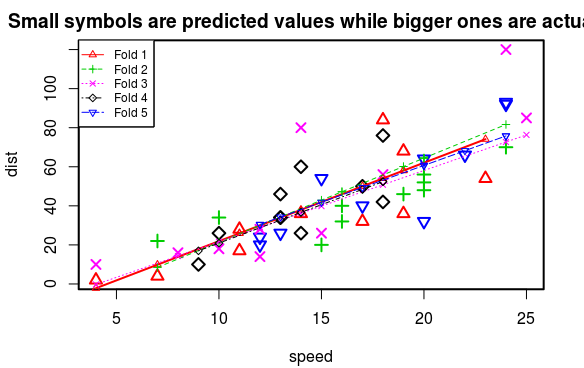 Small symbols are predicted values while bigger ones are actua
Fold 1
Fold 2
Fold 3
Fold 4
Fold 5
dist
0
20
40
60
80
100
5
10
15
20
25
speed